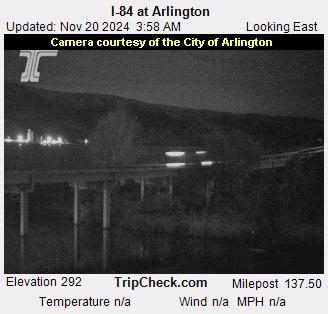 I-84 at Arlington
Updated: Nov 20 2024 3:58 AM Looking East
Camera courtesy of the City of Arlington
Elevation 292 TripCheck.com Milepost 137.50
Temperature n/a Wind n/a MPH n/a